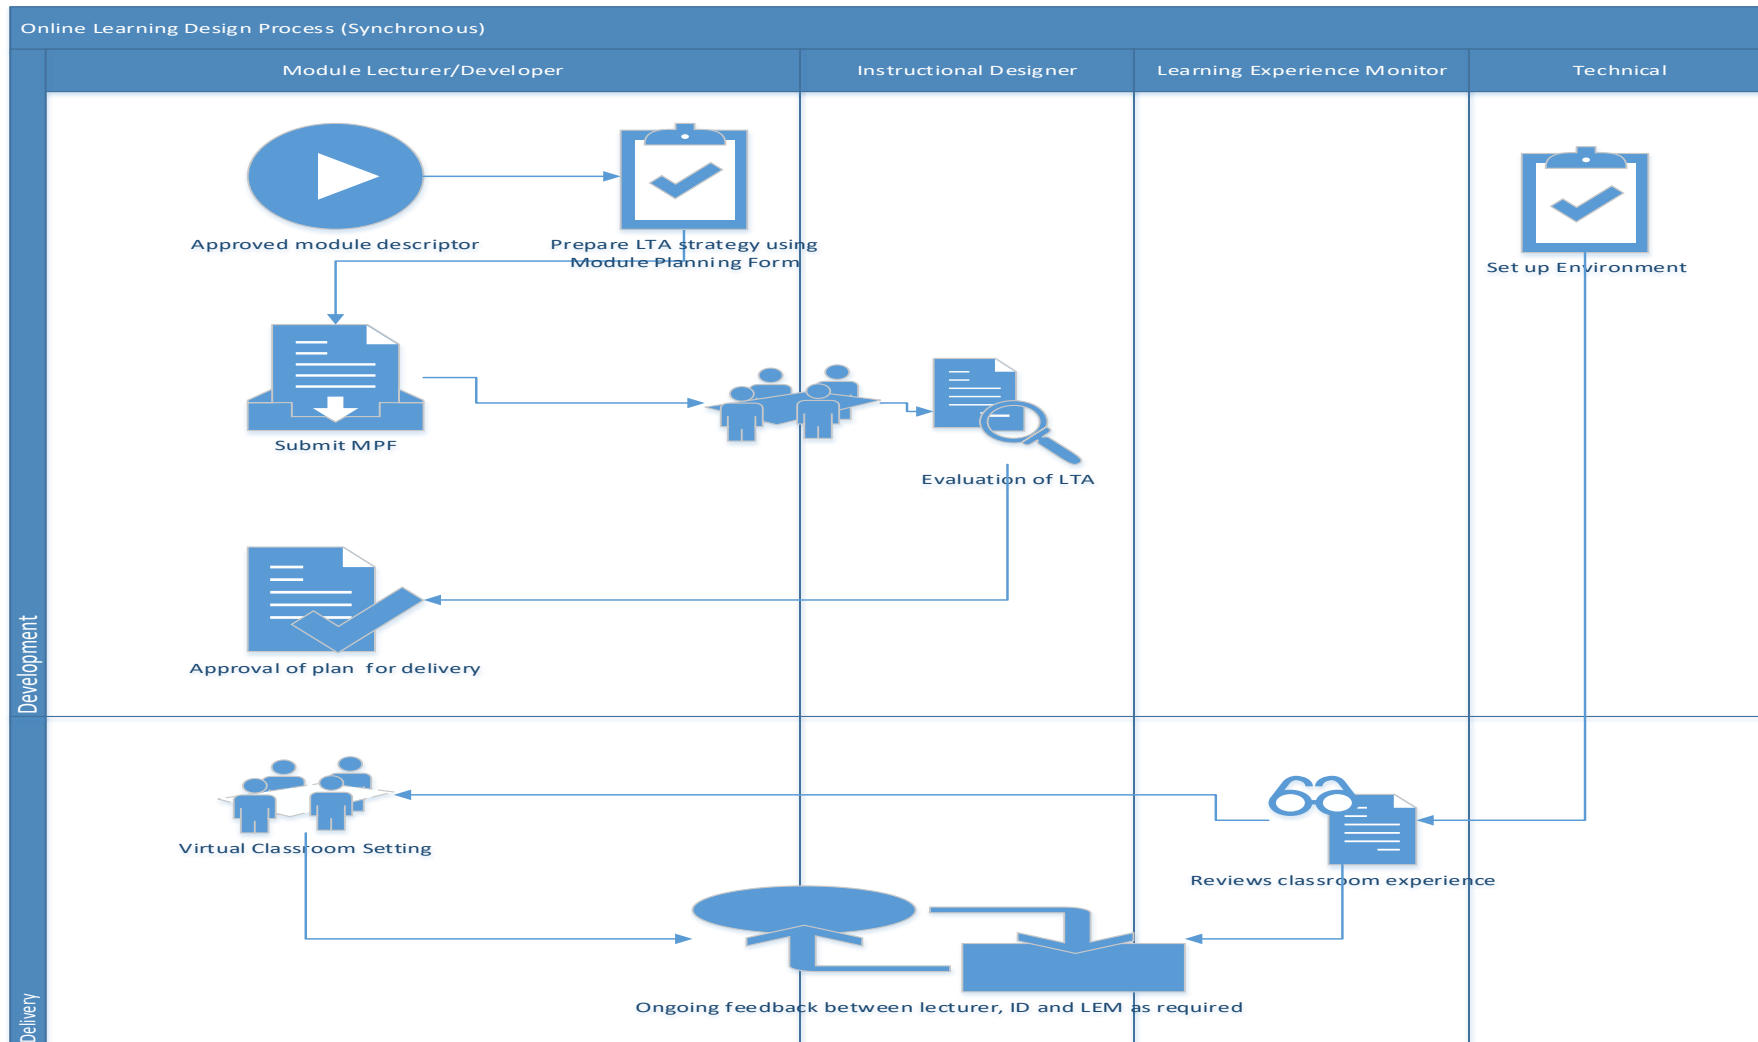 Online Learning Design Process (Synchronous)
Module Lecturer/Developer
Instructional Designer
Learning Experience Monitor
Technical
Development
Approved module descriptor
Prepare LTA strategy using
Module Planning Form
Set up Environment
Submit MPF
Evaluation of LTA
Approval of plan for delivery
Delivery
Virtual Classroom Setting
Reviews classroom experience
Ongoing feedback between lecturer, ID and LEM as required